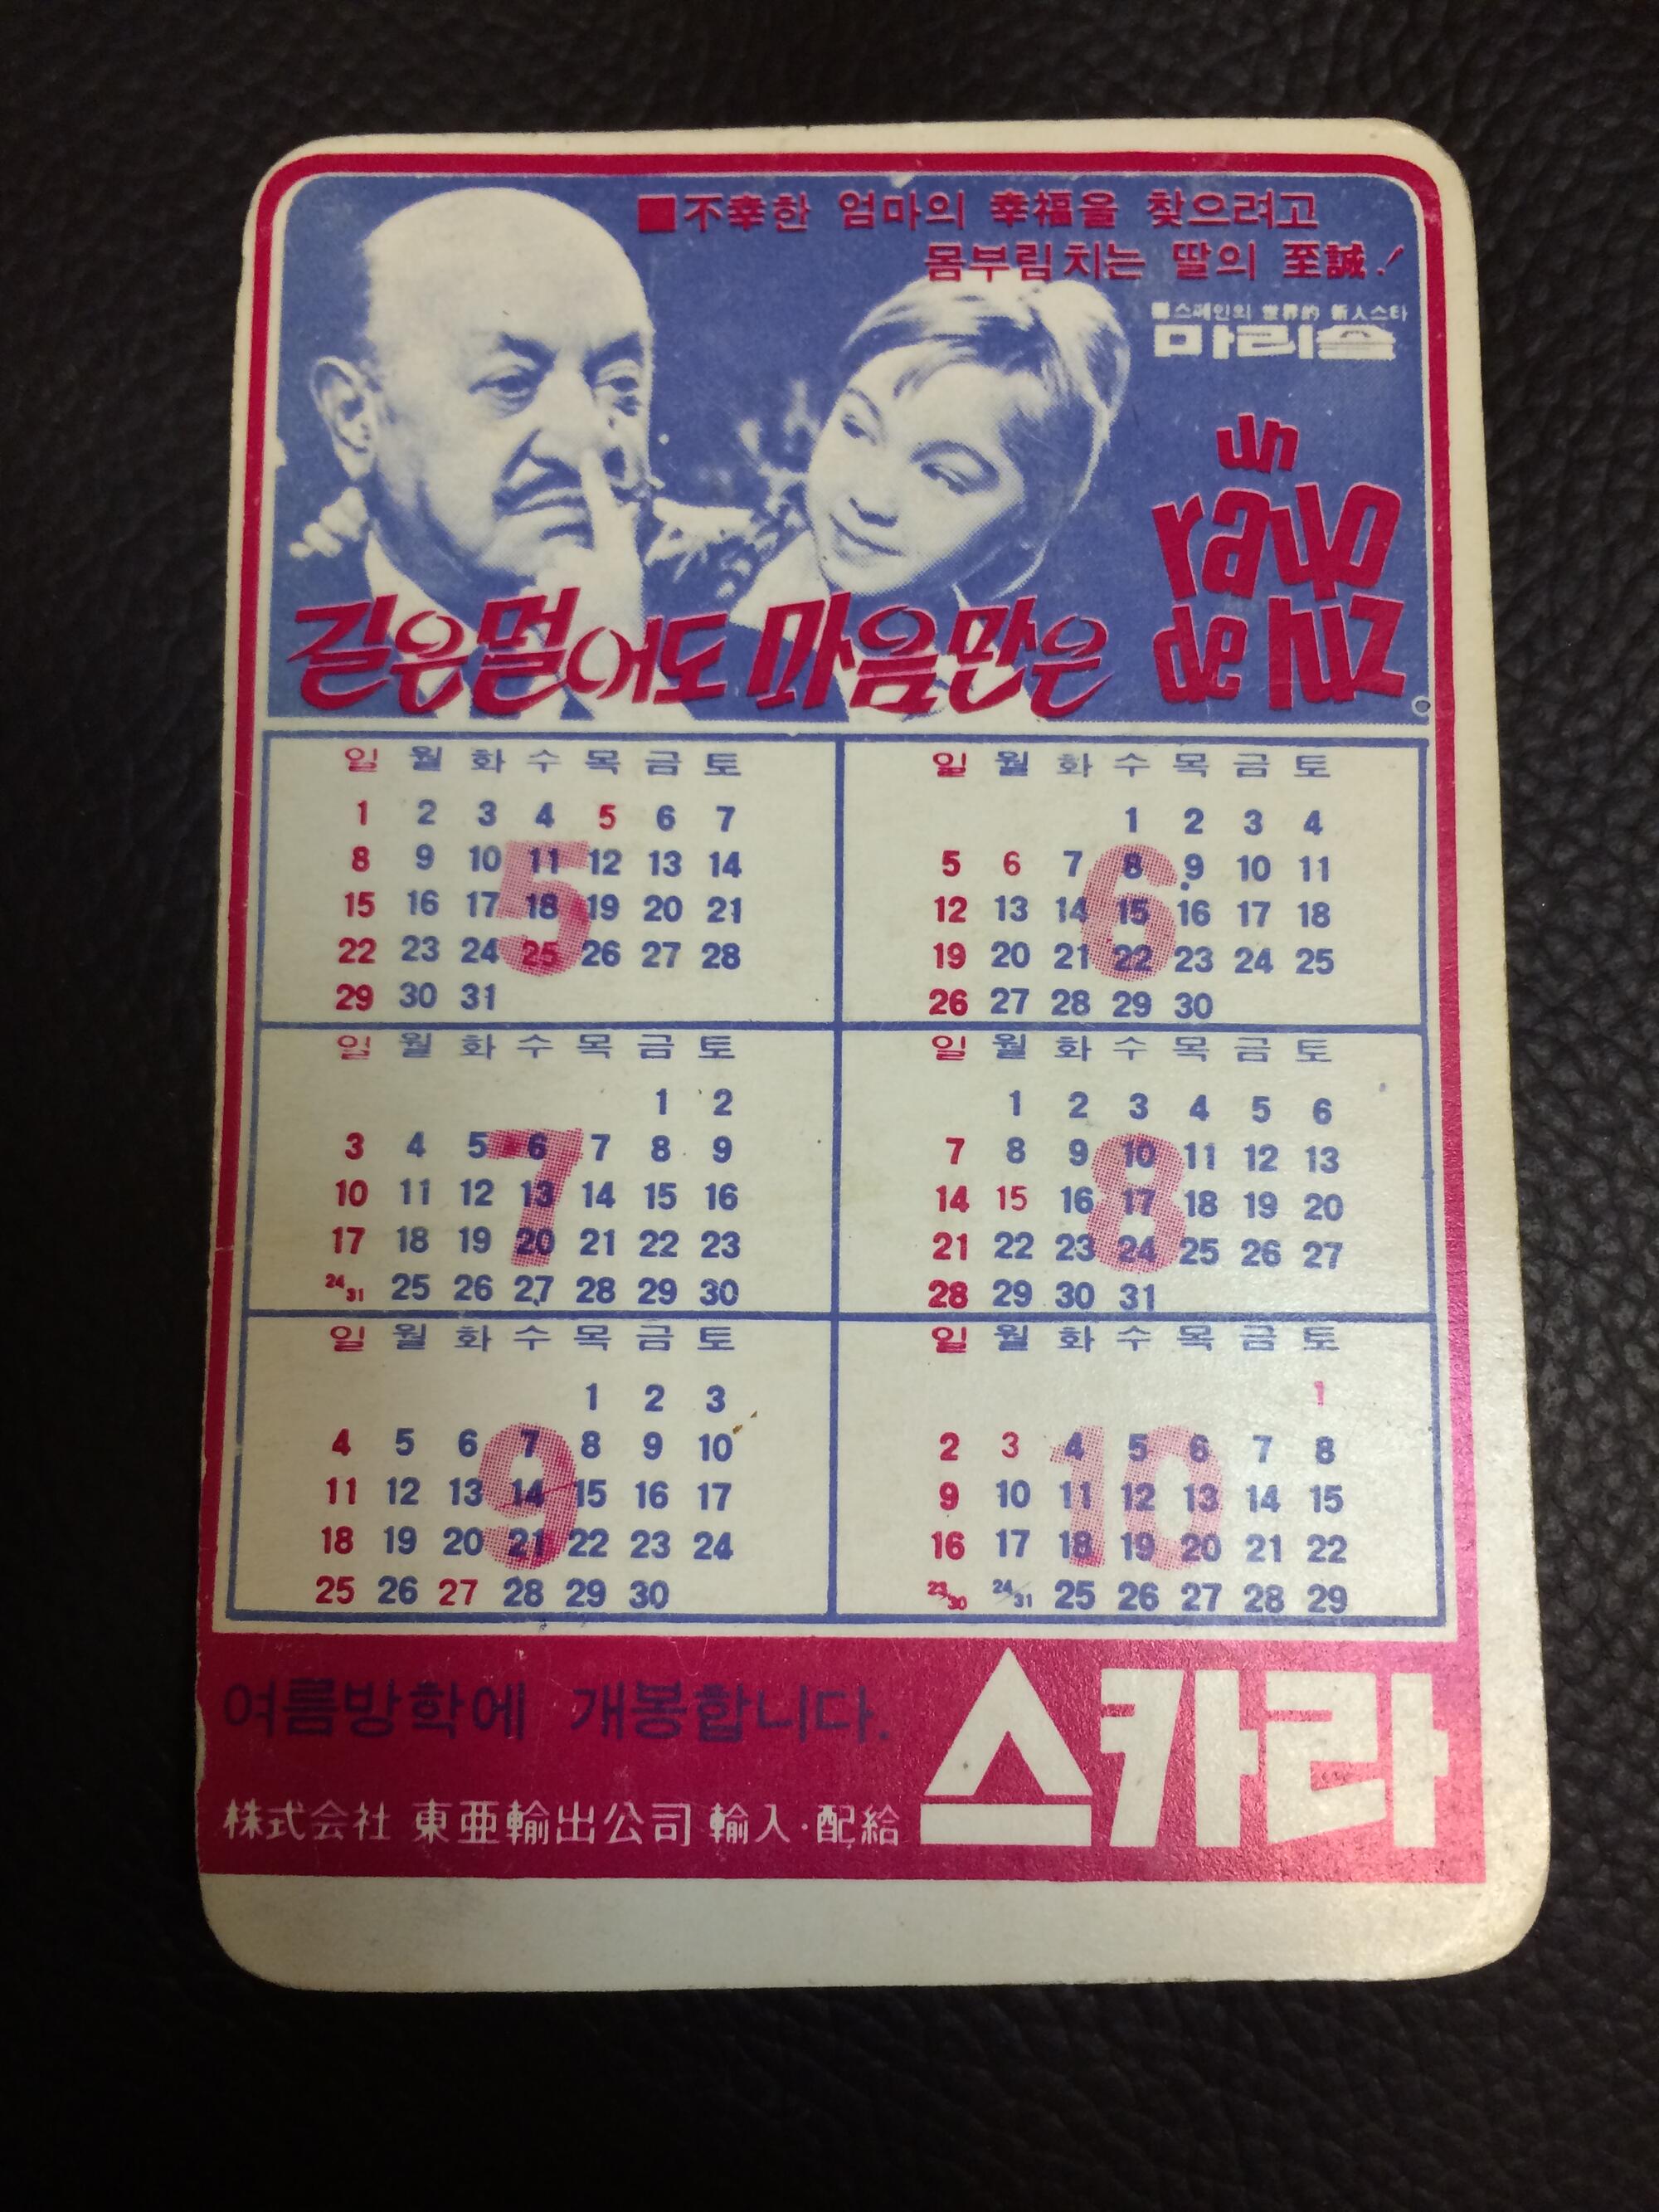 ■不幸한 엄마의 幸福을 찾으려고
몸부림치는 딸의 至誠!
■스페인의 世界的 新人스타
마리솔
un
rayo
de luz
길은멀어도 마음만은
일 월 화 수 목 금 토
1 2 3 4 5 6 7
8 9 10 11 12 13 14
15 16 17 18 19 20 21
22 23 24 25 26 27 28
29 30 31
5
일 월 화 수 목 금 토
1 2 3 4
5 6 7 8 9 10 11
12 13 14 15 16 17 18
19 20 21 22 23 24 25
26 27 28 29 30
6
일 월 화 수 목 금 토
1 2
3 4 5 6 7 8 9
10 11 12 13 14 15 16
17 18 19 20 21 22 23
24/31 25 26 27 28 29 30
7
일 월 화 수 목 금 토
1 2 3 4 5 6
7 8 9 10 11 12 13
14 15 16 17 18 19 20
21 22 23 24 25 26 27
28 29 30 31
8
일 월 화 수 목 금 토
1 2 3
4 5 6 7 8 9 10
11 12 13 14 15 16 17
18 19 20 21 22 23 24
25 26 27 28 29 30
9
일 월 화 수 목 금 토
1
2 3 4 5 6 7 8
9 10 11 12 13 14 15
16 17 18 19 20 21 22
23/30 24/31 25 26 27 28 29
10
여름방학에 개봉합니다.
株式会社 東亜輸出公司 輸入·配給
스카라